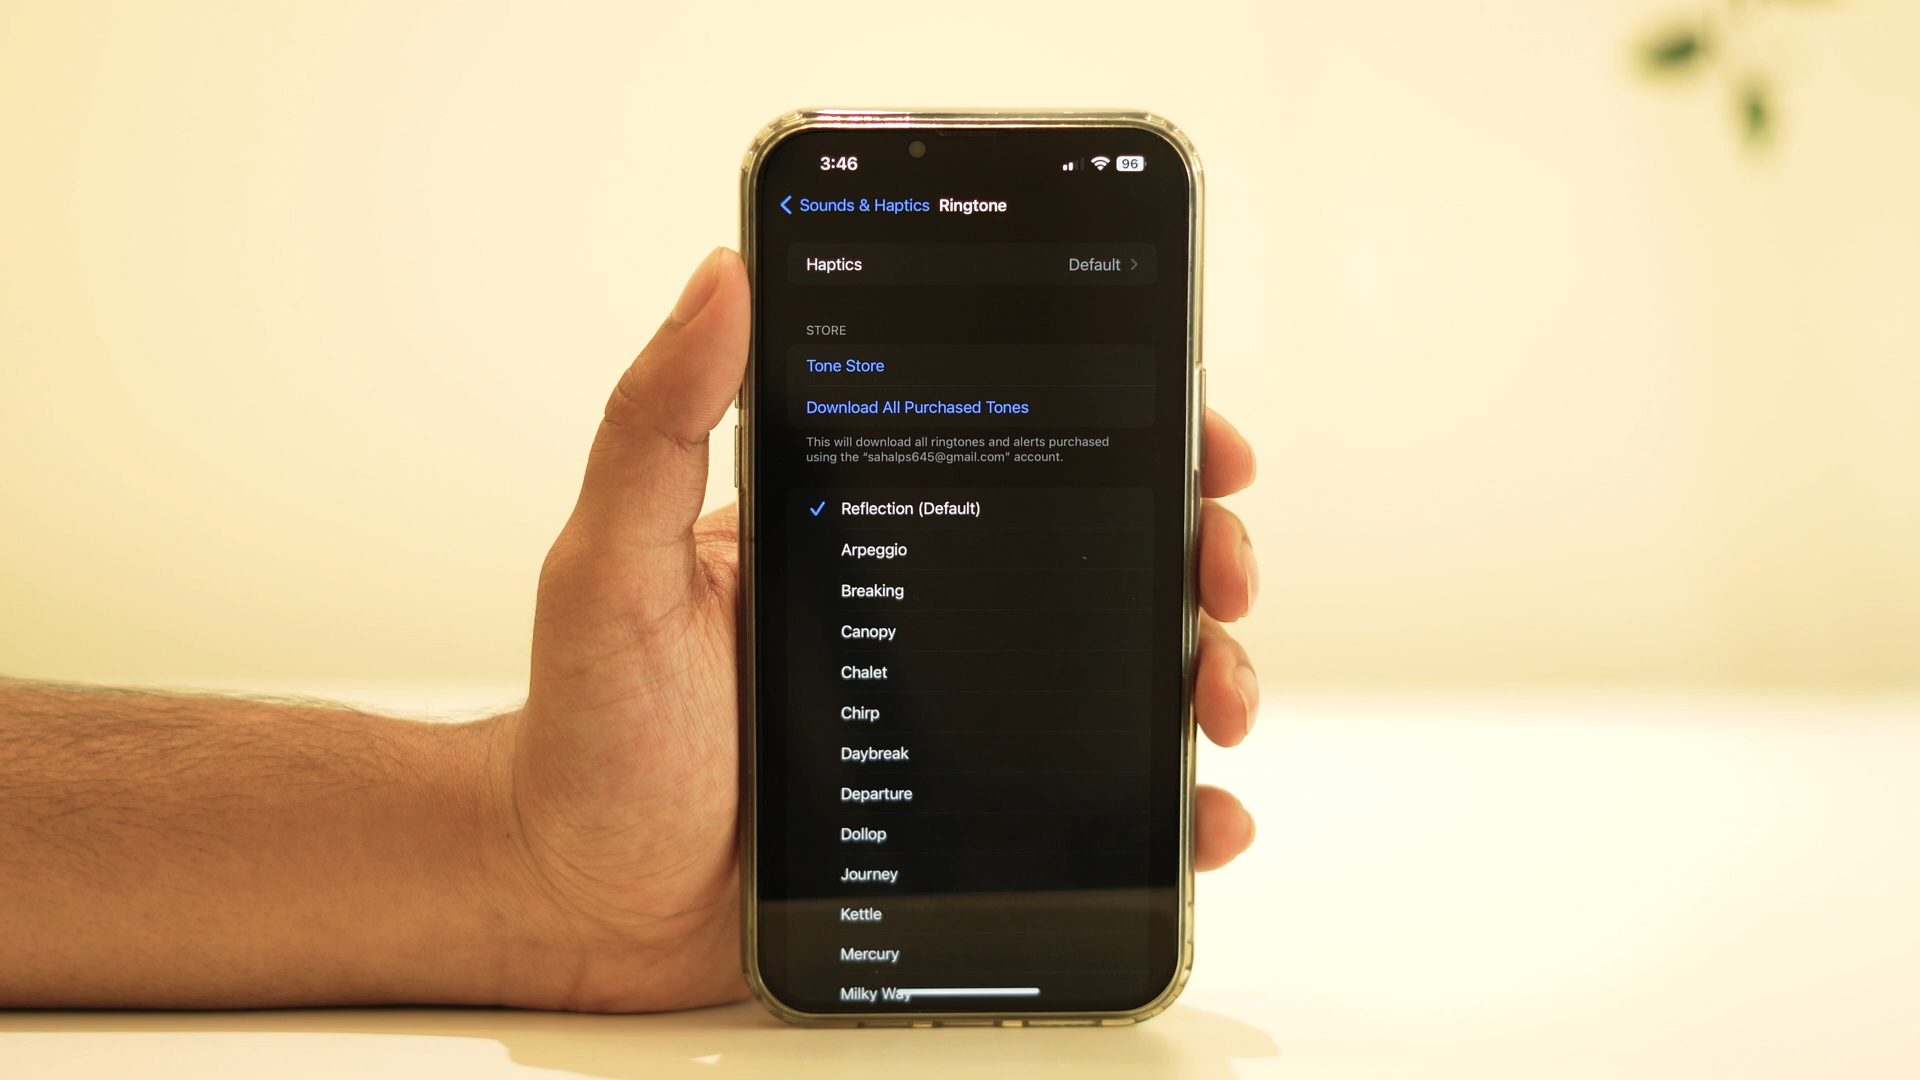 3:46
96
Sounds & Haptics Ringtone
Haptics Default
STORE
Tone Store
Download All Purchased Tones
This will download all ringtones and alerts purchased
using the “sahalps645@gmail.com” account.
Reflection (Default)
Arpeggio
Breaking
Canopy
Chalet
Chirp
Daybreak
Departure
Dollop
Journey
Kettle
Mercury
Milky Way